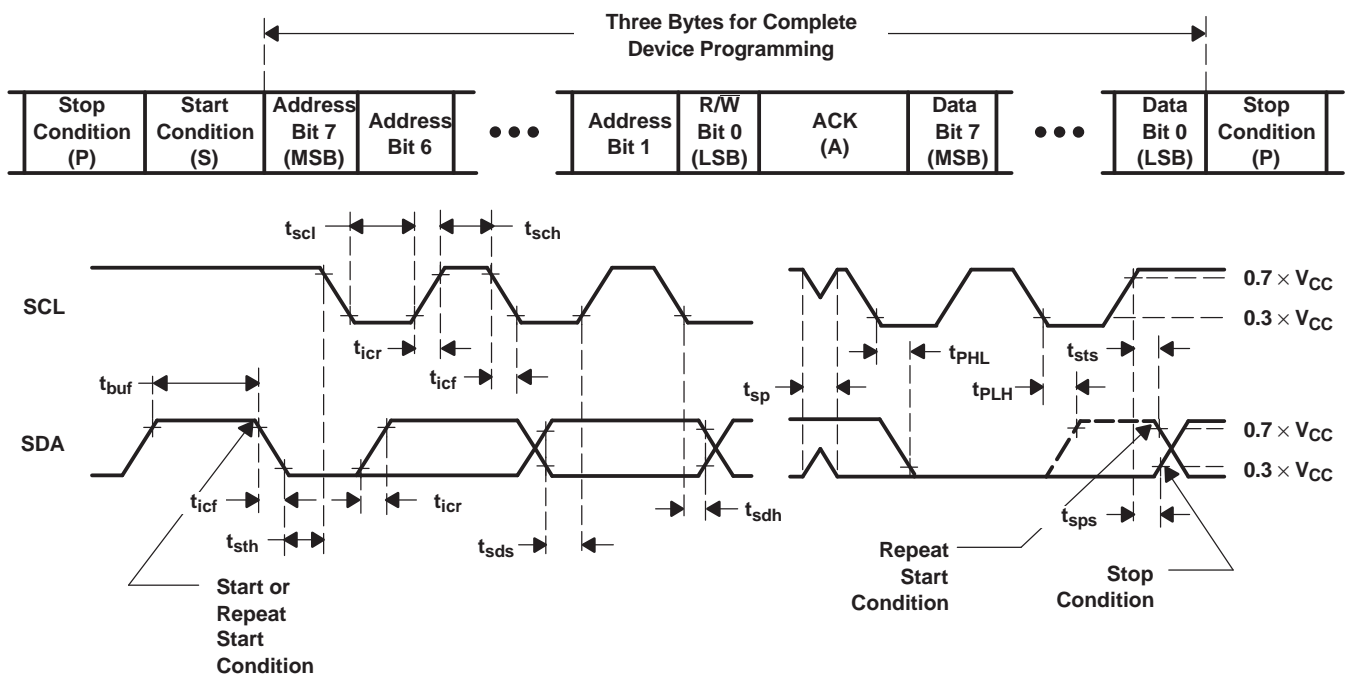 Three Bytes for Complete
Device Programming
Stop
Condition
(P)
Start
Condition
(S)
Address
Bit 7
(MSB)
Address
Bit 6
•••
Address
Bit 1
R/W̅
Bit 0
(LSB)
ACK
(A)
Data
Bit 7
(MSB)
•••
Data
Bit 0
(LSB)
Stop
Condition
(P)
tscl
tsch
SCL
0.7 × VCC
0.3 × VCC
ticr
tPHL
tsts
tbuf
ticf
tsp
tPLH
SDA
0.7 × VCC
0.3 × VCC
ticf
ticr
tsdh
tsps
tsth
tsds
Start or
Repeat
Start
Condition
Repeat
Start
Condition
Stop
Condition